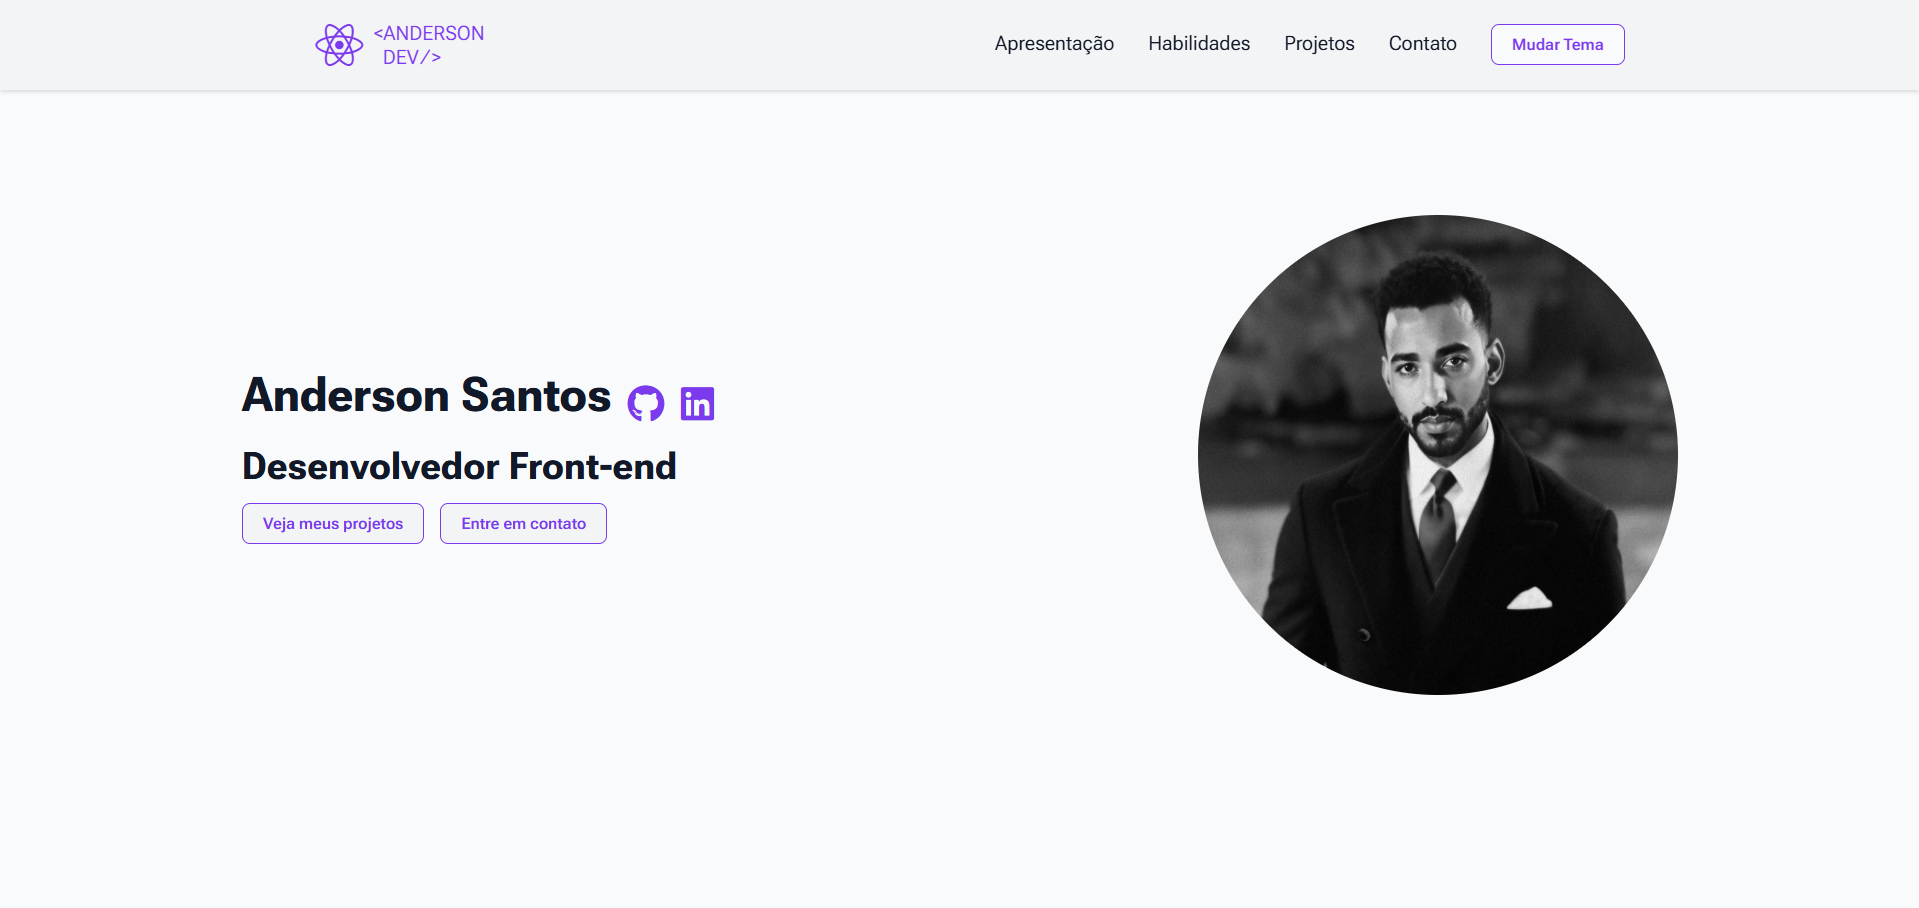 <ANDERSON
DEV/>
Apresentação Habilidades Projetos Contato Mudar Tema
Anderson Santos in
Desenvolvedor Front-end
Veja meus projetos Entre em contato